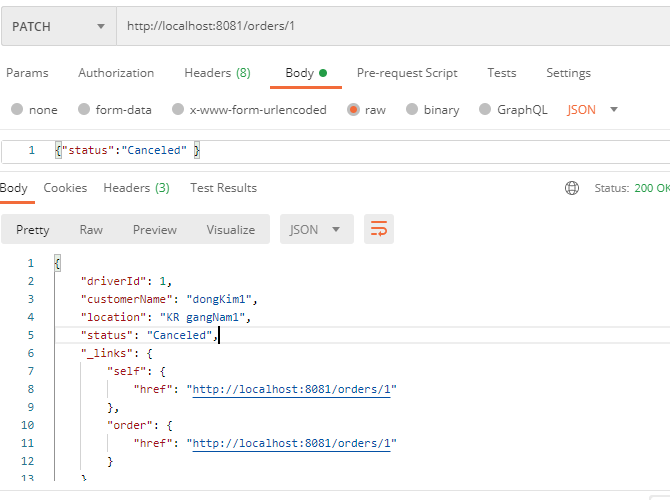 PATCH http://localhost:8081/orders/1
Params Authorization Headers (8) Body Pre-request Script Tests Settings
none form-data x-www-form-urlencoded raw binary GraphQL JSON
1 {"status":"Canceled" }
Body Cookies Headers (3) Test Results Status: 200 OK
Pretty Raw Preview Visualize JSON
1 {
2 "driverId": 1,
3 "customerName": "dongKim1",
4 "location": "KR gangNam1",
5 "status": "Canceled",
6 "_links": {
7 "self": {
8 "href": "http://localhost:8081/orders/1"
9 },
10 "order": {
11 "href": "http://localhost:8081/orders/1"
12 }
13 }